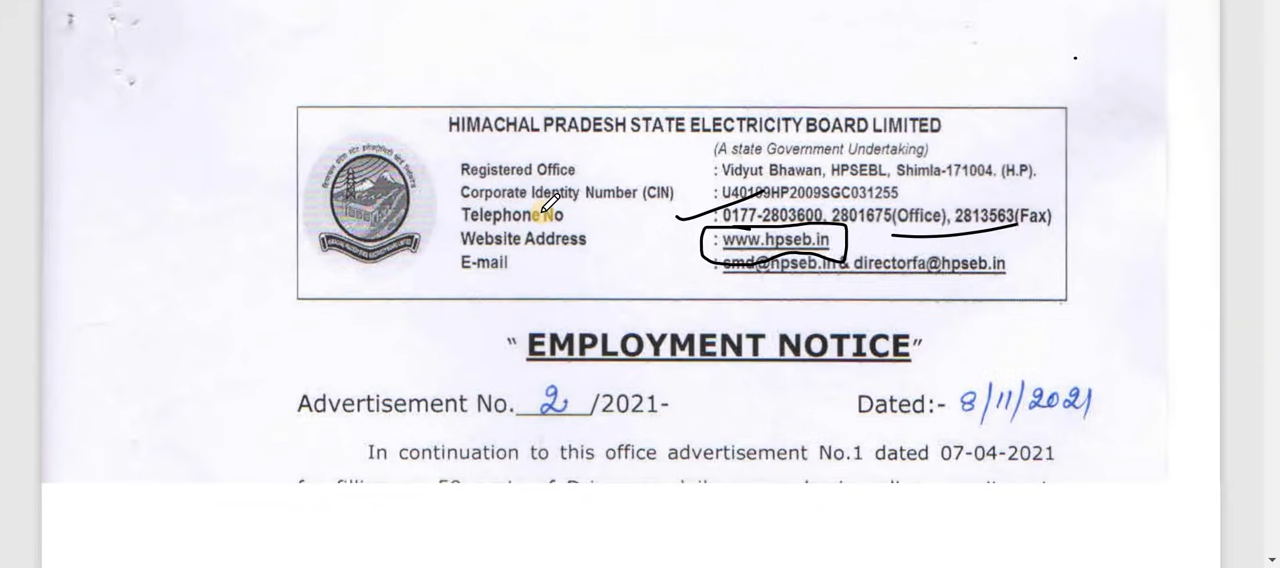 HIMACHAL PRADESH STATE ELECTRICITY BOARD LIMITED
(A state Government Undertaking)
Registered Office : Vidyut Bhawan, HPSEBL, Shimla-171004. (H.P).
Corporate Identity Number (CIN) : U40109HP2009SGC031255
Telephone No : 0177-2803600, 2801675(Office), 2813563(Fax)
Website Address : www.hpseb.in
E-mail : smd@hpseb.in & directorfa@hpseb.in
" EMPLOYMENT NOTICE"
Advertisement No. 2 /2021- Dated:- 8/11/2021
In continuation to this office advertisement No.1 dated 07-04-2021